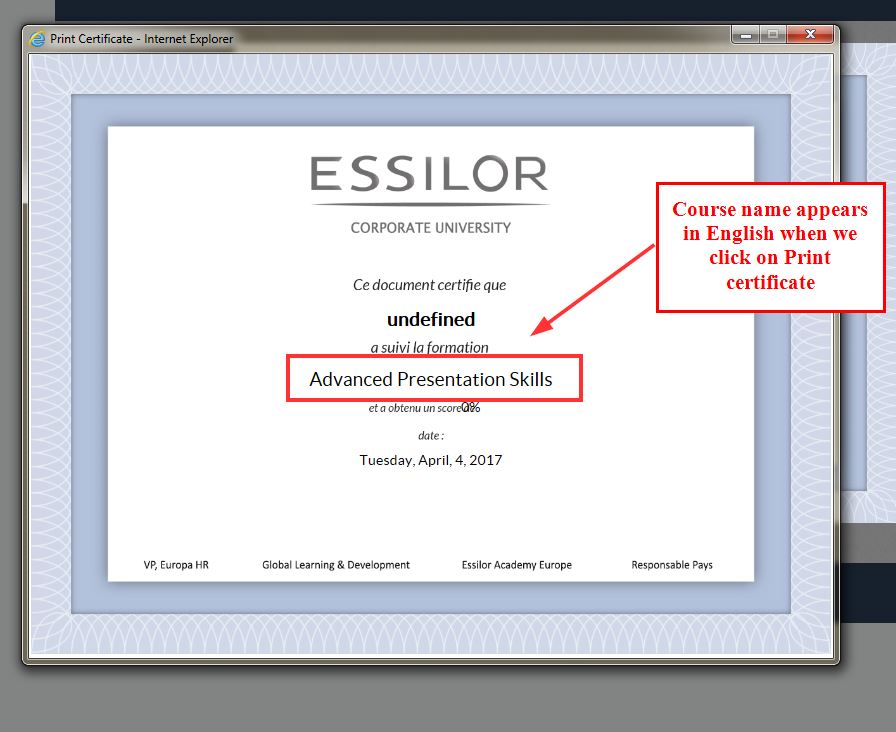 Print Certificate - Internet Explorer
ESSILOR
CORPORATE UNIVERSITY
Course name appears
in English when we
click on Print
certificate
Ce document certifie que
undefined
a suivi la formation
Advanced Presentation Skills
et a obtenu un score de 0%
date :
Tuesday, April, 4, 2017
VP, Europa HR Global Learning & Development Essilor Academy Europe Responsable Pays